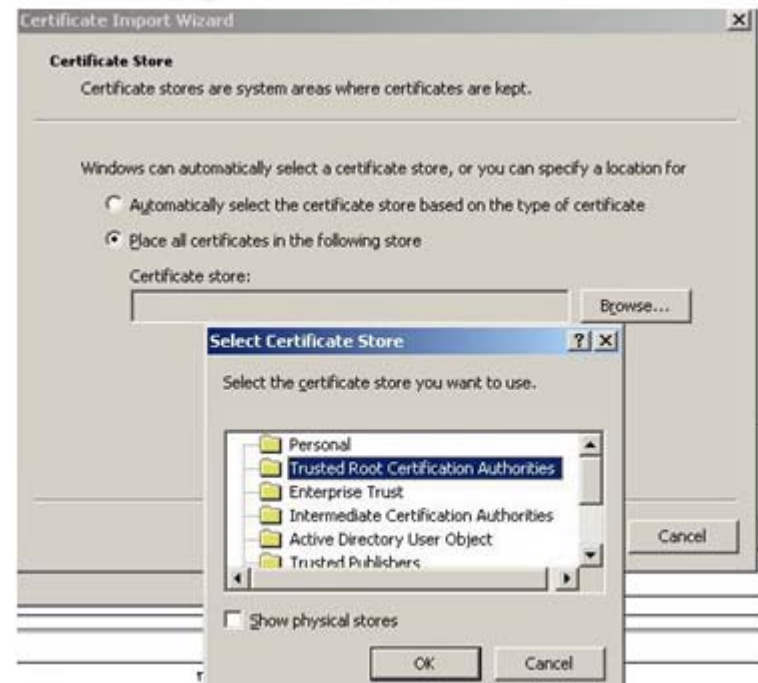 Certificate Import Wizard
Certificate Store
Certificate stores are system areas where certificates are kept.
Windows can automatically select a certificate store, or you can specify a location for
Automatically select the certificate store based on the type of certificate
Place all certificates in the following store
Certificate store:
Browse...
Select Certificate Store
Select the certificate store you want to use.
Personal
Trusted Root Certification Authorities
Enterprise Trust
Intermediate Certification Authorities
Active Directory User Object
Trusted Publishers
Cancel
Show physical stores
OK
Cancel